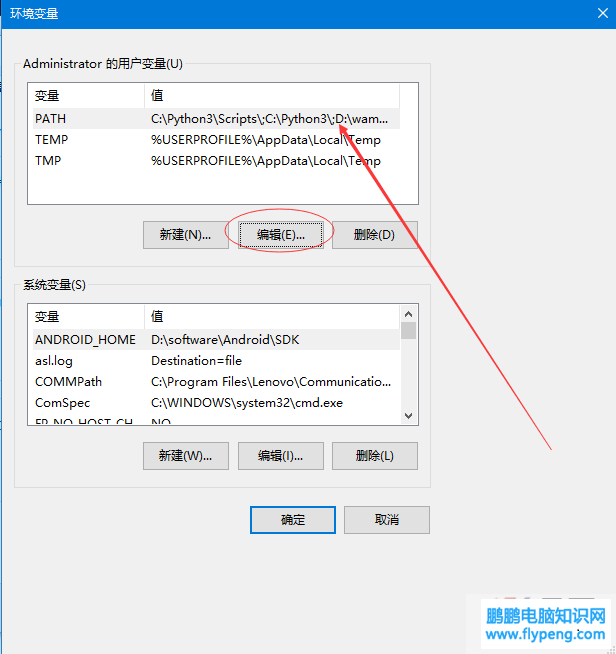 环境变量
Administrator 的用户变量(U)
变量 值
PATH C:\Python3\Scripts\;C:\Python3\;D:\wam...
TEMP %USERPROFILE%\AppData\Local\Temp
TMP %USERPROFILE%\AppData\Local\Temp
新建(N)... 编辑(E)... 删除(D)
系统变量(S)
变量 值
ANDROID_HOME D:\software\Android\SDK
asl.log Destination=file
COMMPath C:\Program Files\Lenovo\Communicatio...
ComSpec C:\WINDOWS\system32\cmd.exe
新建(W)... 编辑(I)... 删除(L)
确定 取消
鹏鹏电脑知识网
www.flypeng.com